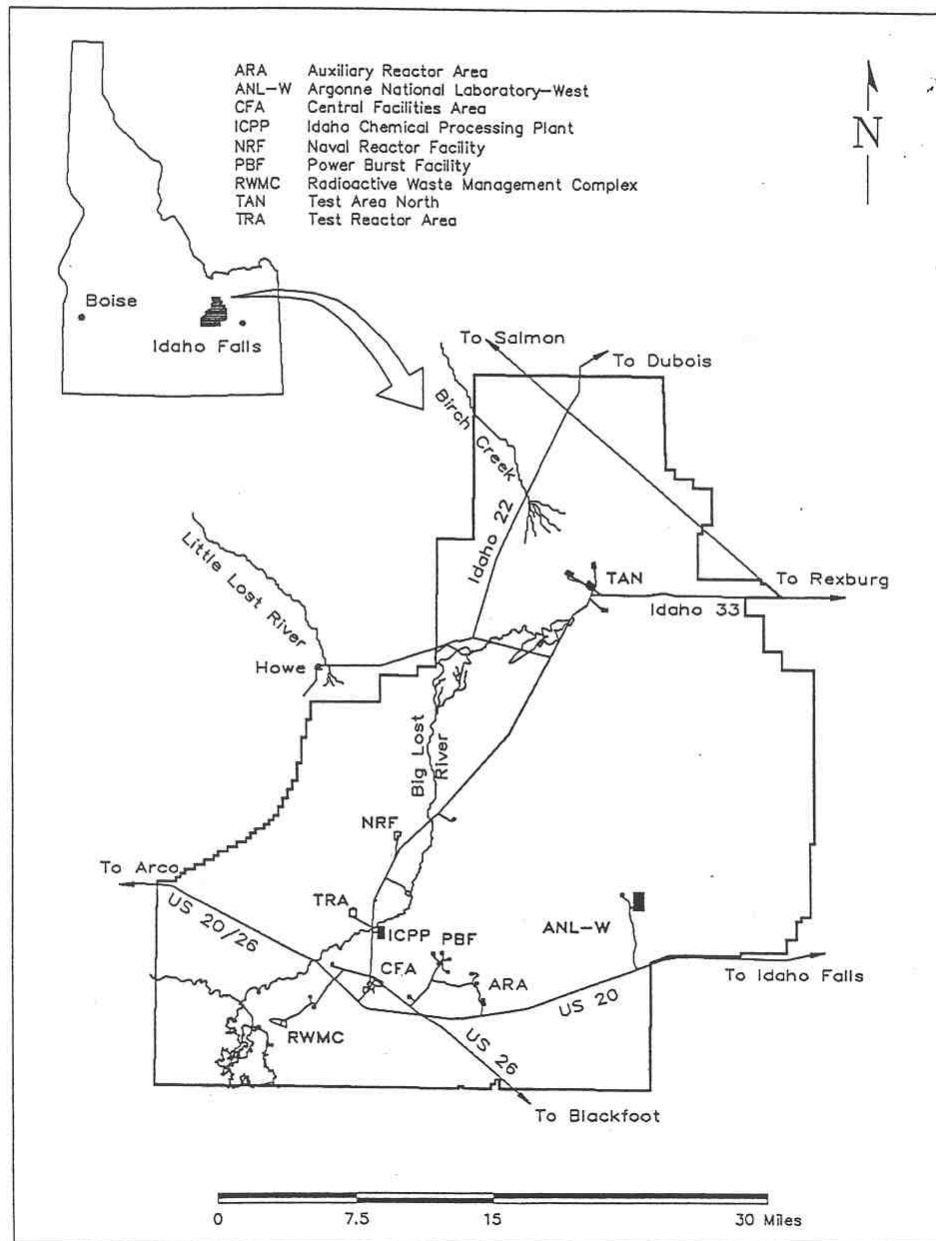 ARA Auxiliary Reactor Area
ANL-W Argonne National Laboratory-West
CFA Central Facilities Area
ICPP Idaho Chemical Processing Plant
NRF Naval Reactor Facility
PBF Power Burst Facility
RWMC Radioactive Waste Management Complex
TAN Test Area North
TRA Test Reactor Area
N
Boise
Idaho Falls
To Salmon
To Dubois
Birch Creek
Idaho 22
Little Lost River
TAN
To Rexburg
Idaho 33
Howe
Big Lost
River
NRF
To Arco
TRA
US 20/26
ICPP
PBF
ANL-W
CFA
ARA
To Idaho Falls
US 20
RWMC
US 26
To Blackfoot
0 7.5 15 30 Miles